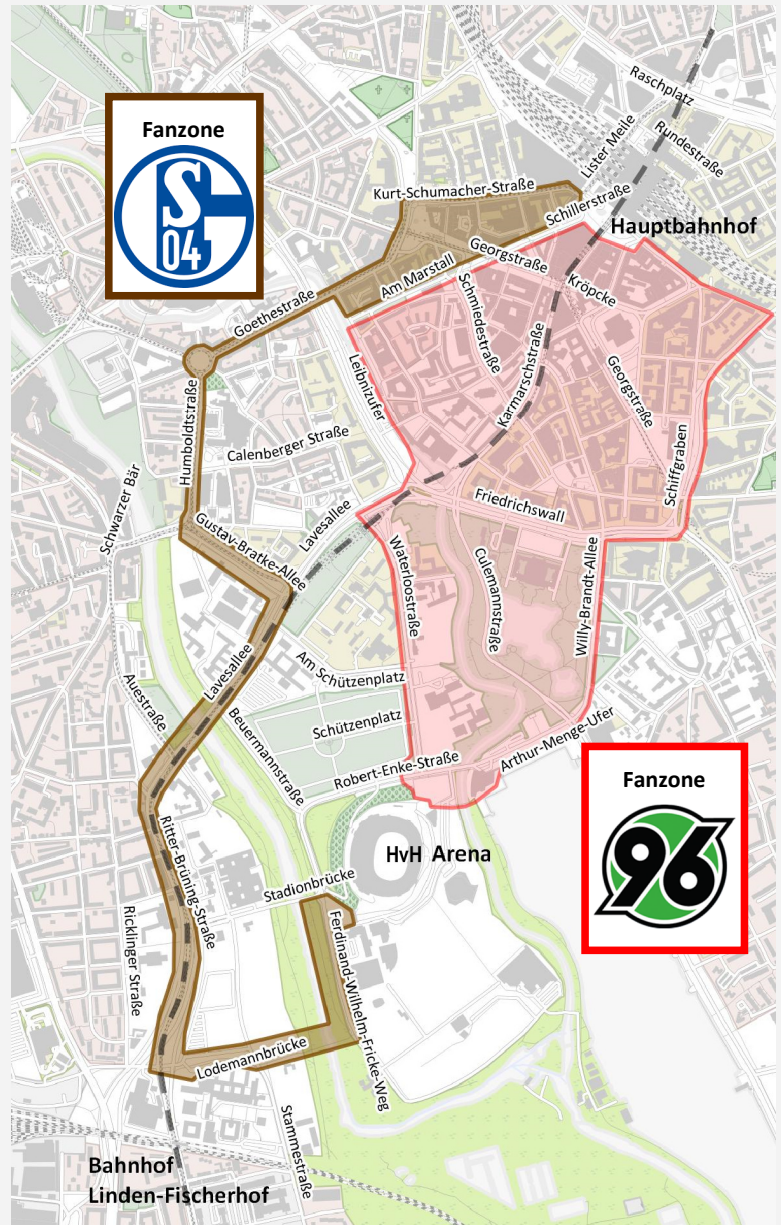 Raschplatz
Fanzone
S
04
Lister Meile
Rundestraße
Kurt-Schumacher-Straße
Schillerstraße
Hauptbahnhof
Georgstraße
Am Marstall
Kröpcke
Schmiedestraße
Goethestraße
Karmarschstraße
Leibnizufer
Georgstraße
Humboldtstraße
Calenberger Straße
Schiffgraben
Schwarzer Bär
Friedrichswall
Lavesallee
Gustav-Bratke-Allee
Waterloostraße
Culemannstraße
Willy-Brandt-Allee
Lavesallee
Am Schützenplatz
Auestraße
Beuermannstraße
Schützenplatz
Arthur-Menge-Ufer
Robert-Enke-Straße
Fanzone
96
HvH Arena
Ritter-Brüning-Straße
Stadionbrücke
Ricklinger Straße
Ferdinand-Wilhelm-Fricke-Weg
Lodemannbrücke
Stammestraße
Bahnhof
Linden-Fischerhof